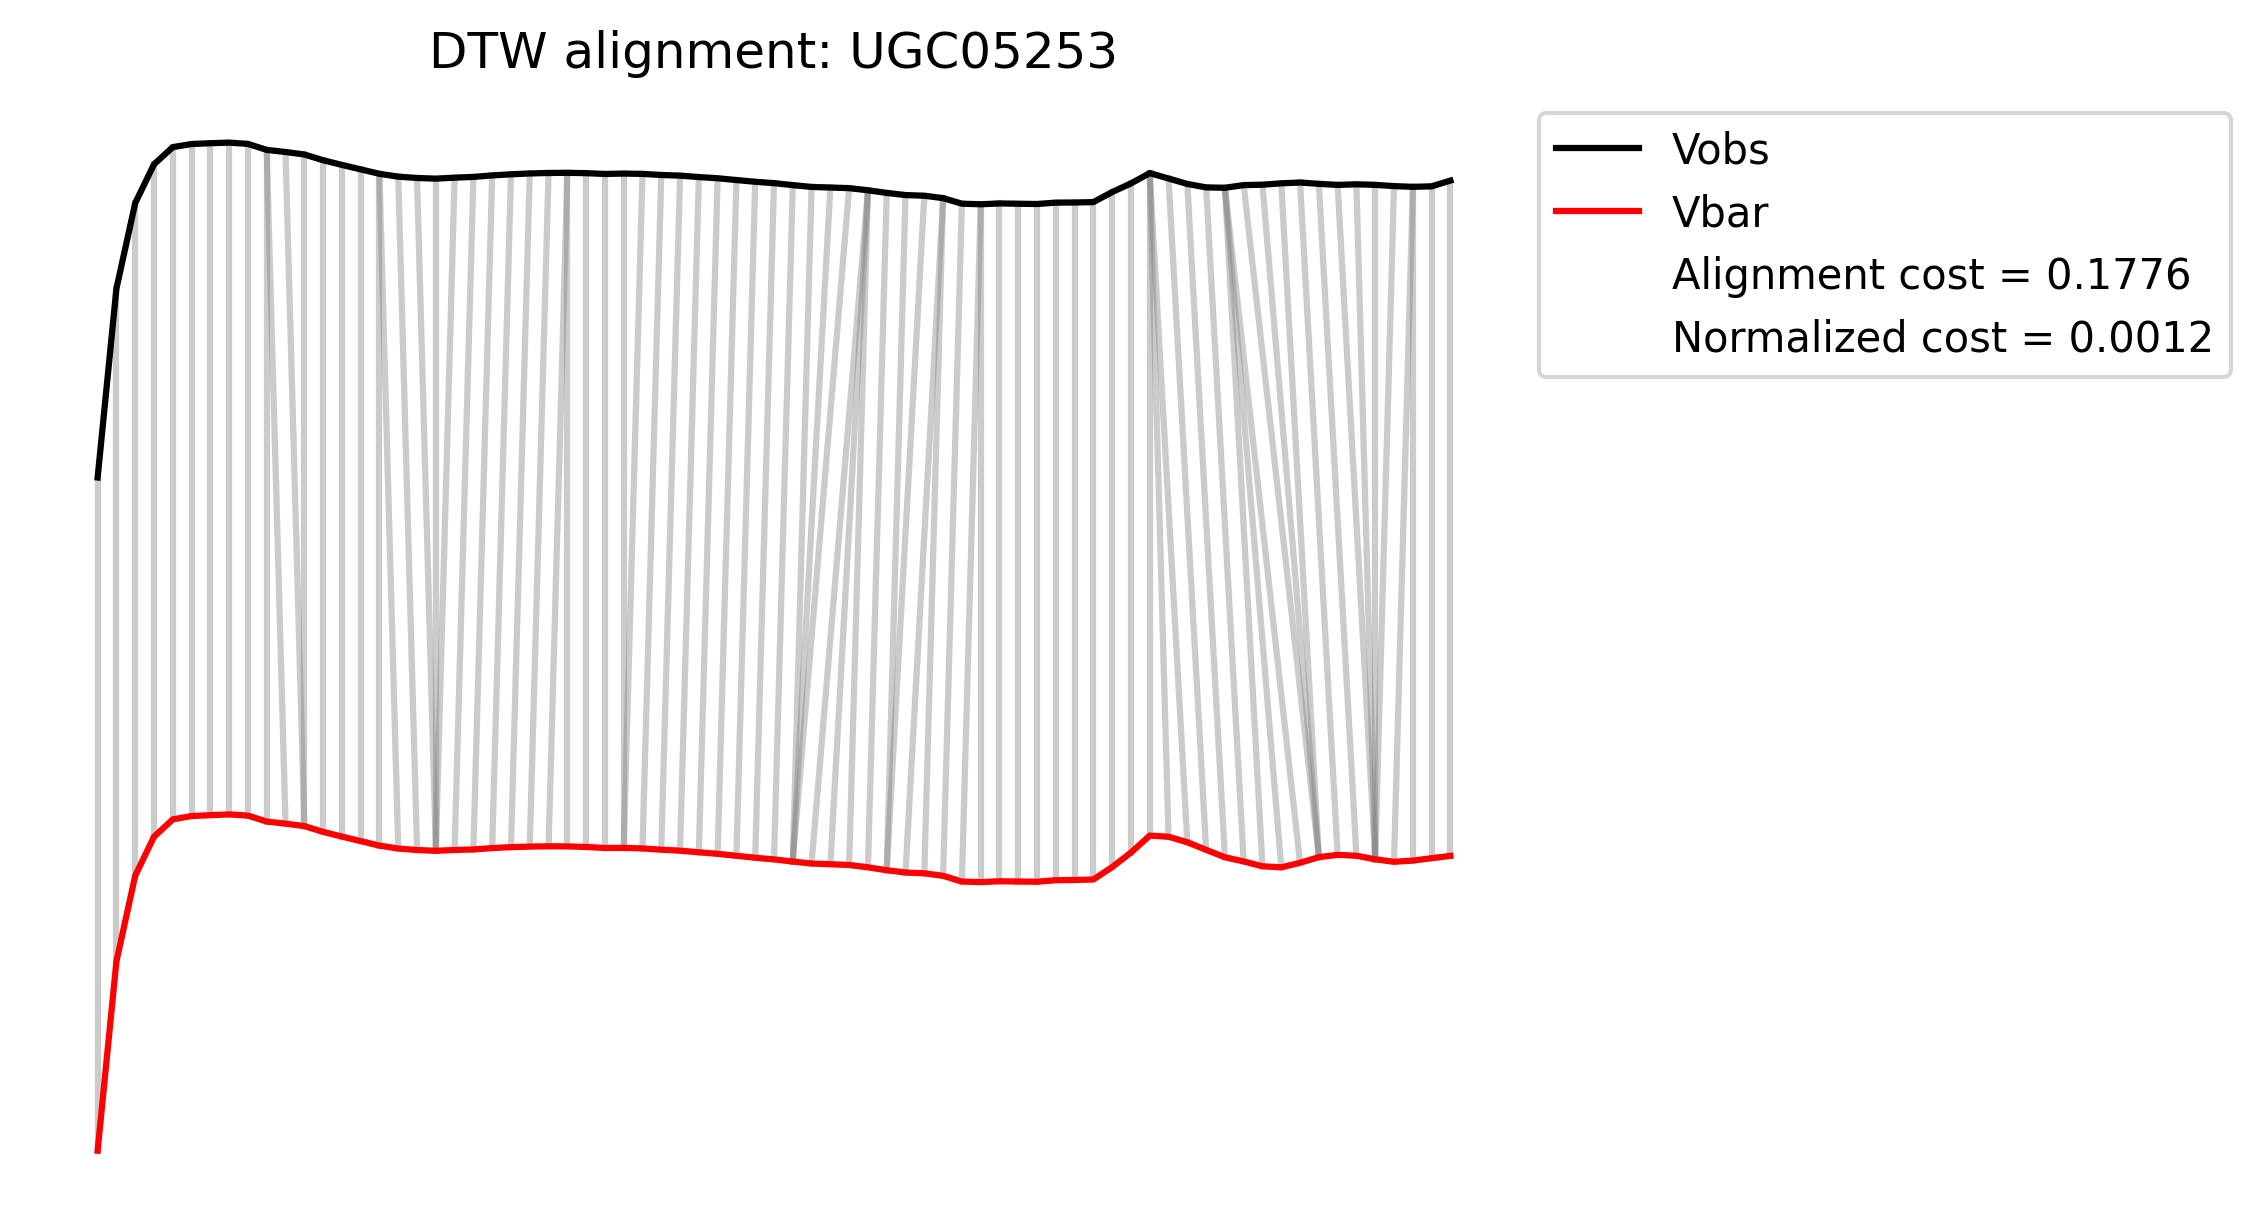 DTW alignment: UGC05253
Vobs
Vbar
Alignment cost = 0.1776
Normalized cost = 0.0012